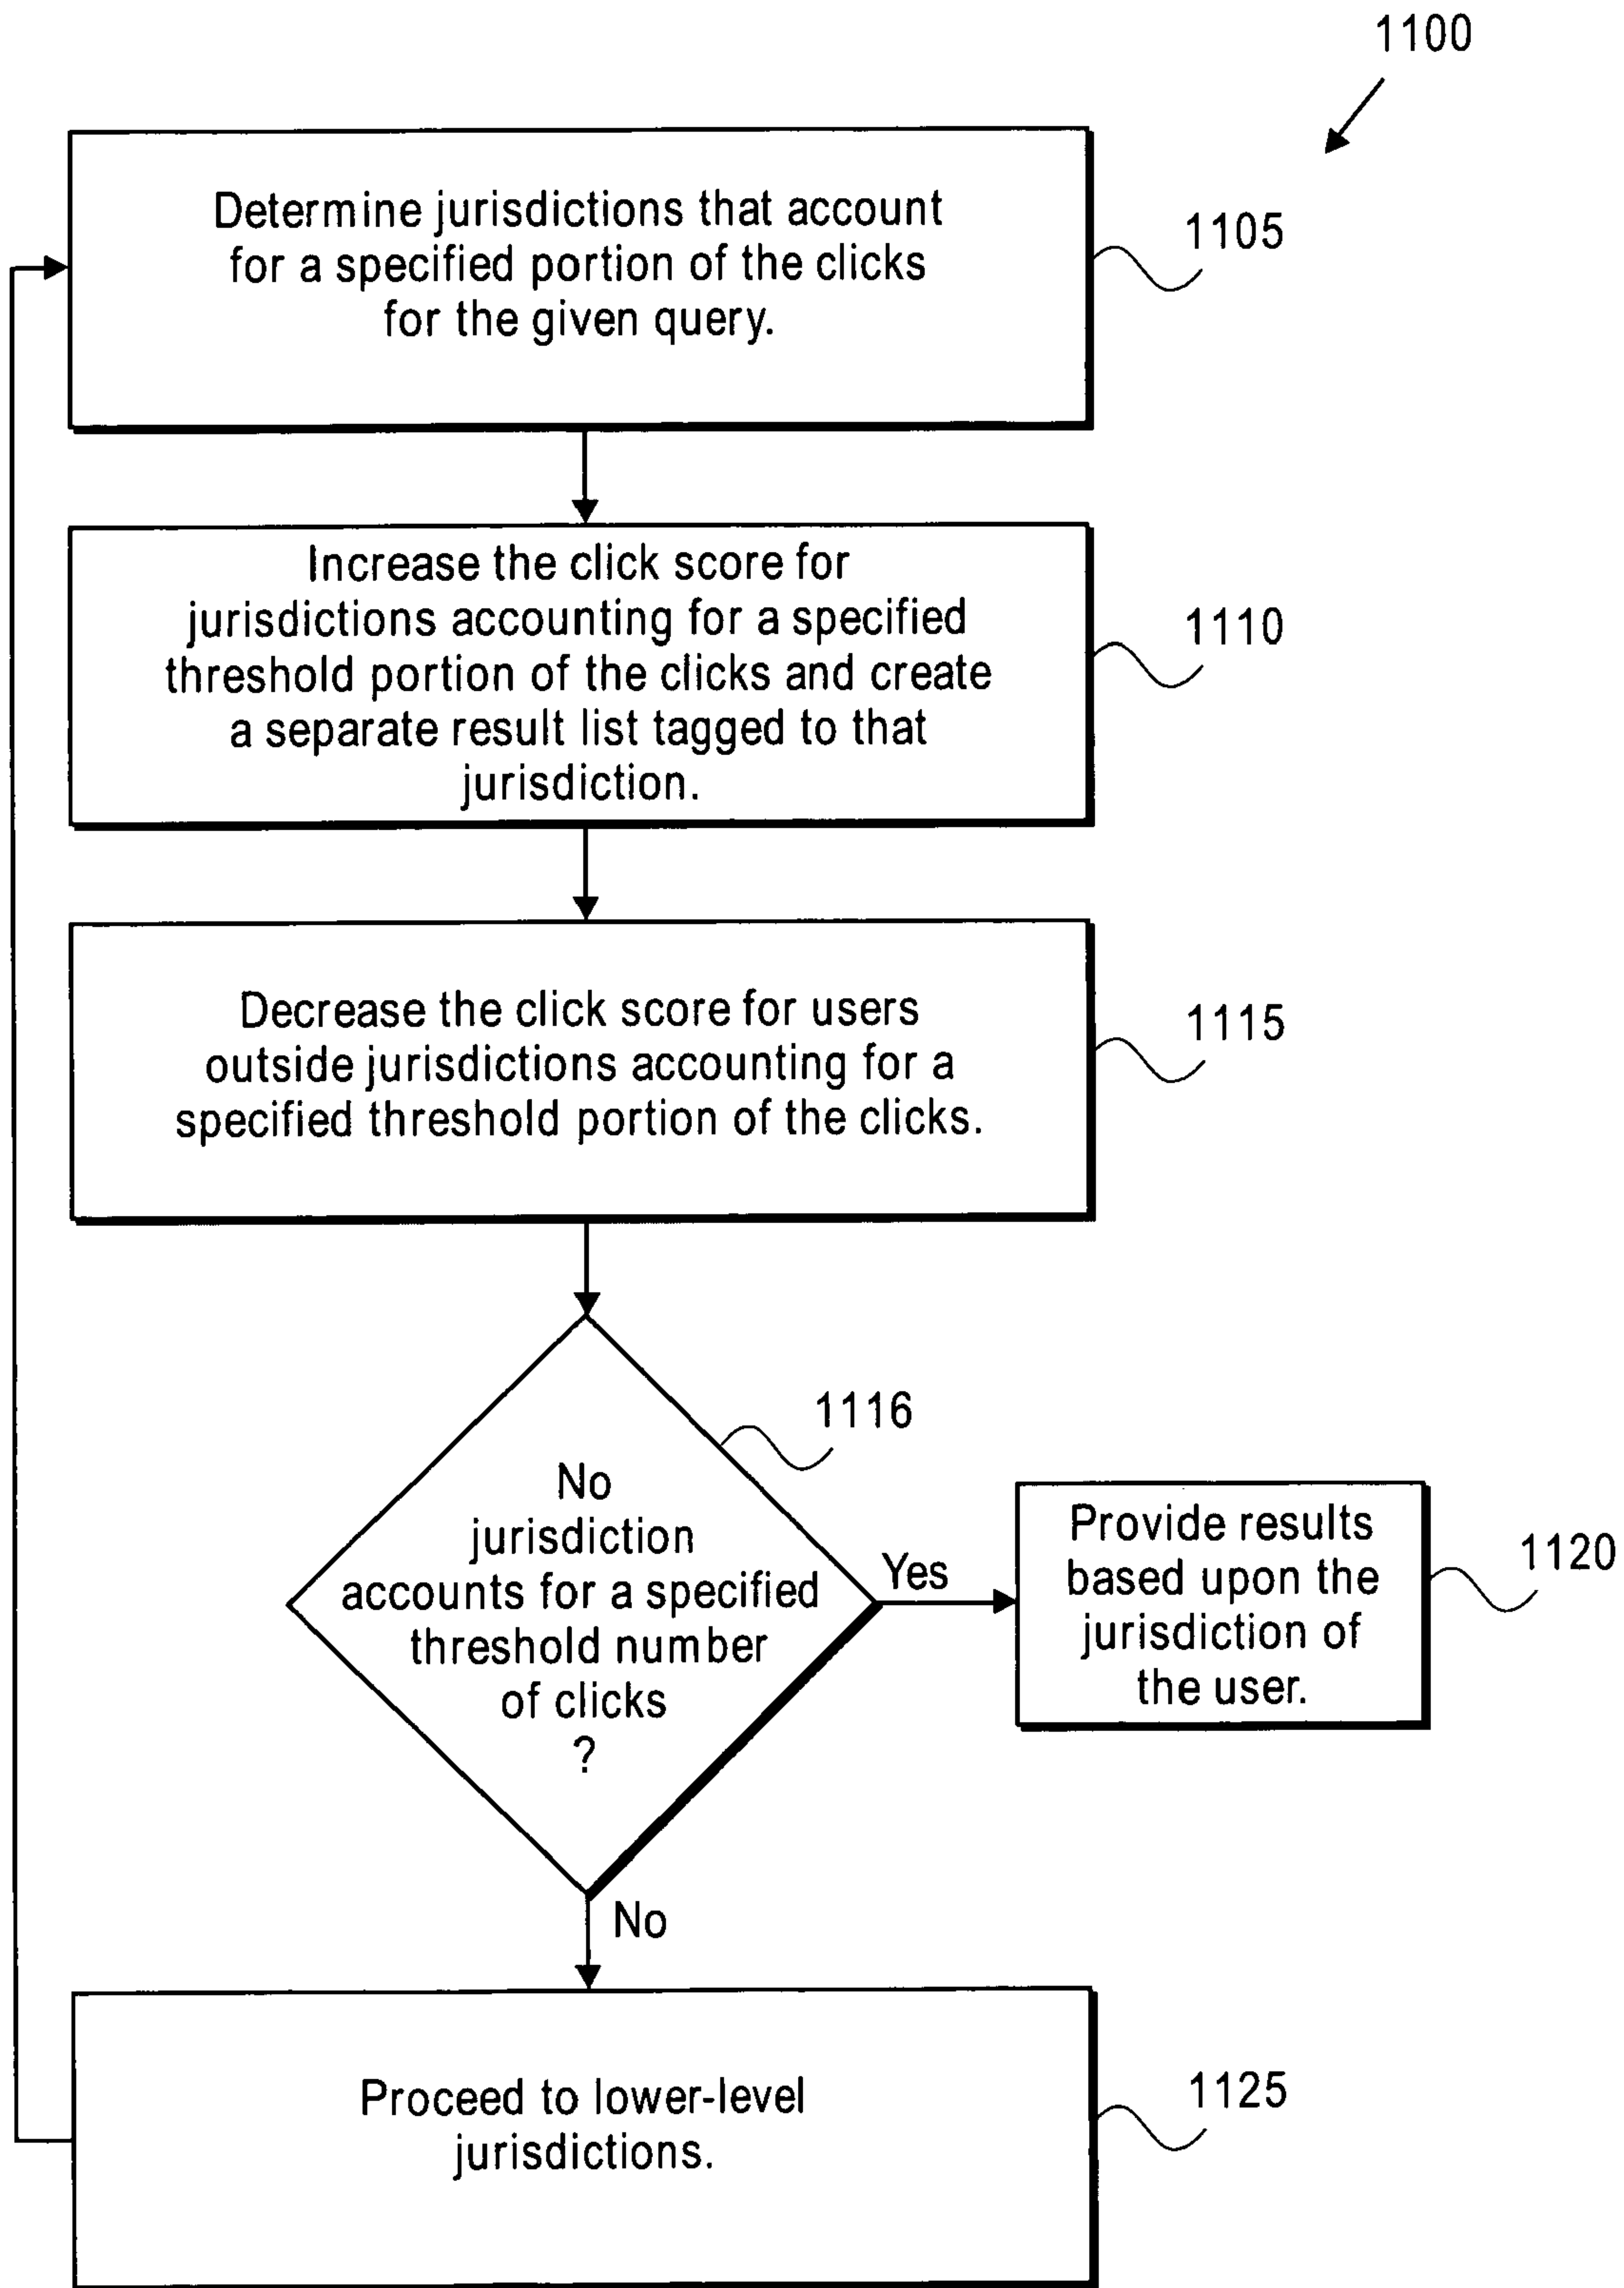 1100
Determine jurisdictions that account
for a specified portion of the clicks
for the given query.
1105
Increase the click score for
jurisdictions accounting for a specified
threshold portion of the clicks and create
a separate result list tagged to that
jurisdiction.
1110
Decrease the click score for users
outside jurisdictions accounting for a
specified threshold portion of the clicks.
1115
1116
No
jurisdiction
accounts for a specified
threshold number
of clicks
?
Yes
Provide results
based upon the
jurisdiction of
the user.
1120
No
Proceed to lower-level
jurisdictions.
1125